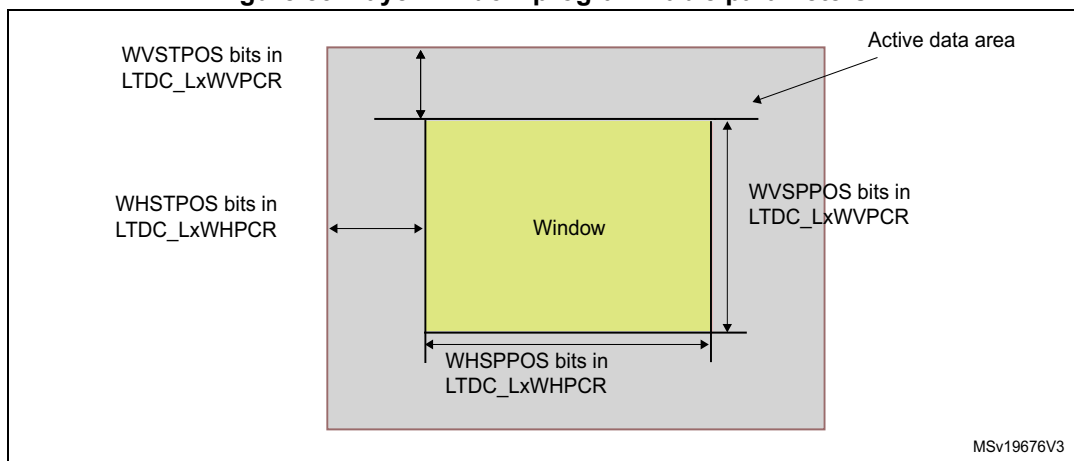 WVSTPOS bits in
LTDC_LxWVPCR
Active data area
WHSTPOS bits in
LTDC_LxWHPCR
Window
WVSPPOS bits in
LTDC_LxWVPCR
WHSPPOS bits in
LTDC_LxWHPCR
MSv19676V3